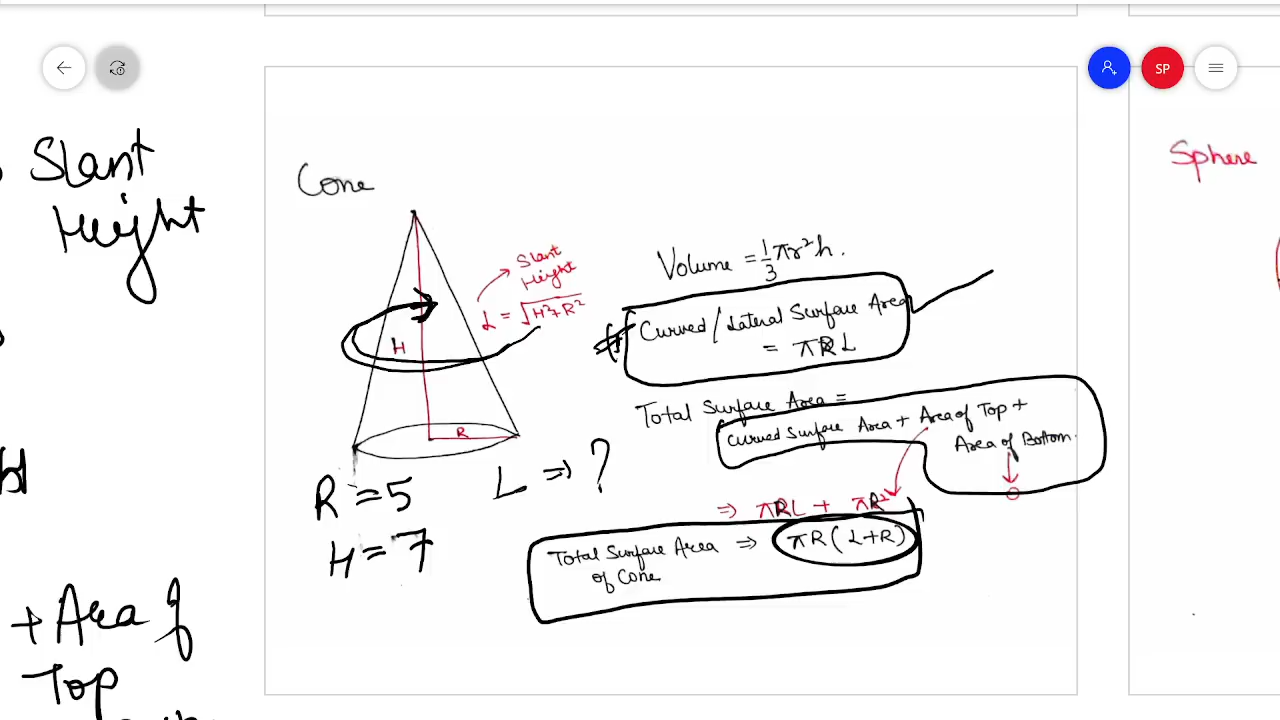 Slant
Height
+ Area of
Top
Cone
Slant
Height
L = √H²+R²
H
R
R = 5
H = 7
L ⇒ ?
Volume = 1/3 πr²h.
Curved / Lateral Surface Area
= πRL
Total Surface Area =
Curved Surface Area + Area of Top +
Area of Bottom.
0
⇒ πRL + πR²
Total Surface Area ⇒ πR(L+R)
of Cone
SP
Sphere